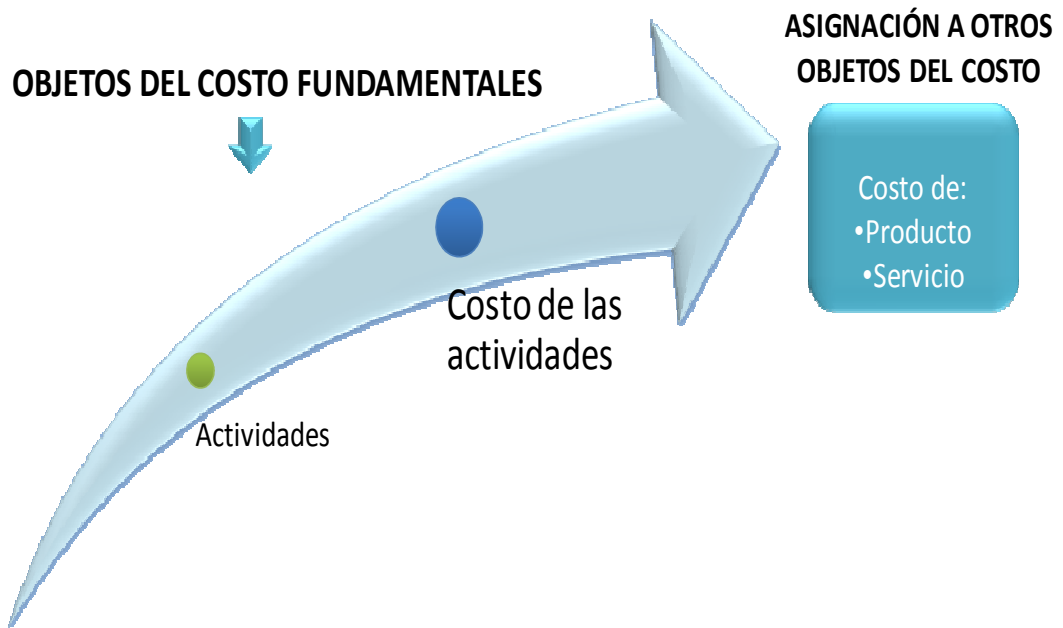 OBJETOS DEL COSTO FUNDAMENTALES
Actividades
Costo de las
actividades
ASIGNACIÓN A OTROS
OBJETOS DEL COSTO
Costo de:
•Producto
•Servicio